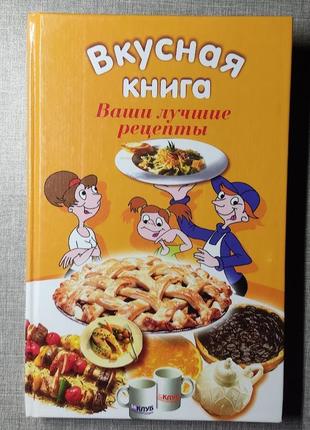 Вкусная
книга
Ваши лучшие
рецепты
КЛУБ
КЛУБ